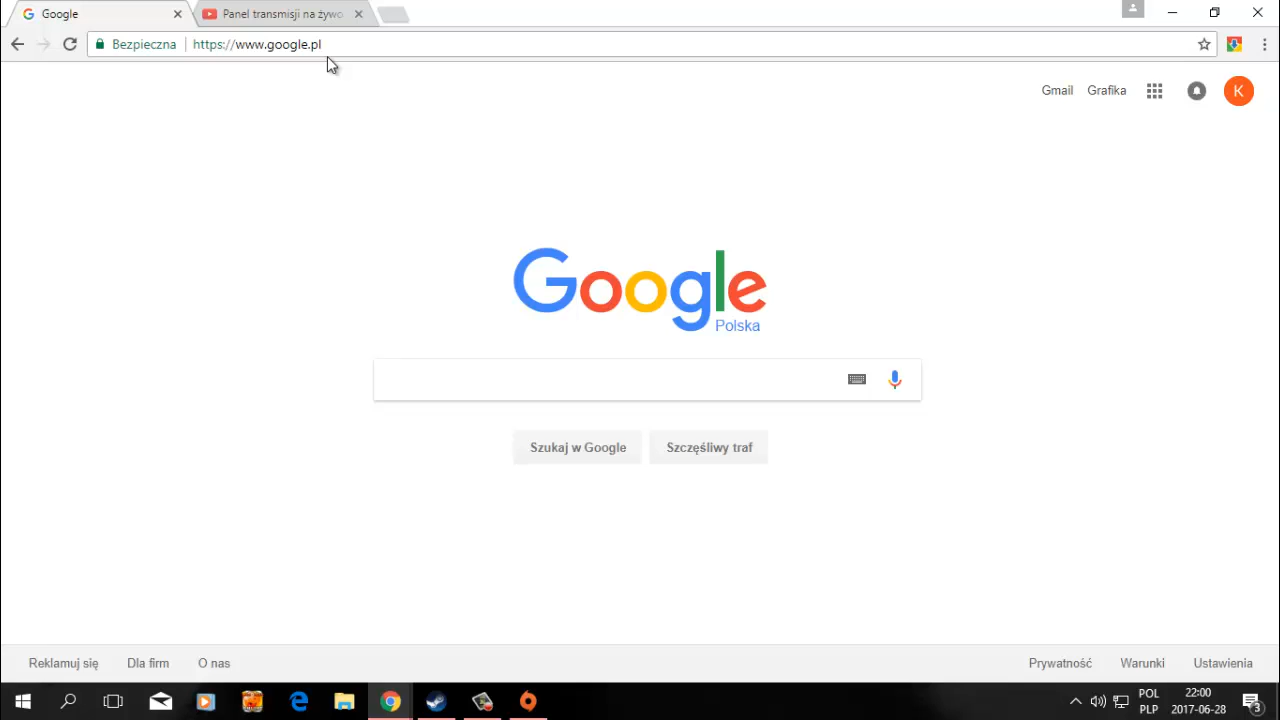 Google
Panel transmisji na żywo
Bezpieczna
https://www.google.pl
Gmail
Grafika
K
Google
Polska
Szukaj w Google
Szczęśliwy traf
Reklamuj się
Dla firm
O nas
Prywatność
Warunki
Ustawienia
POL
PLP
22:00
2017-06-28
3